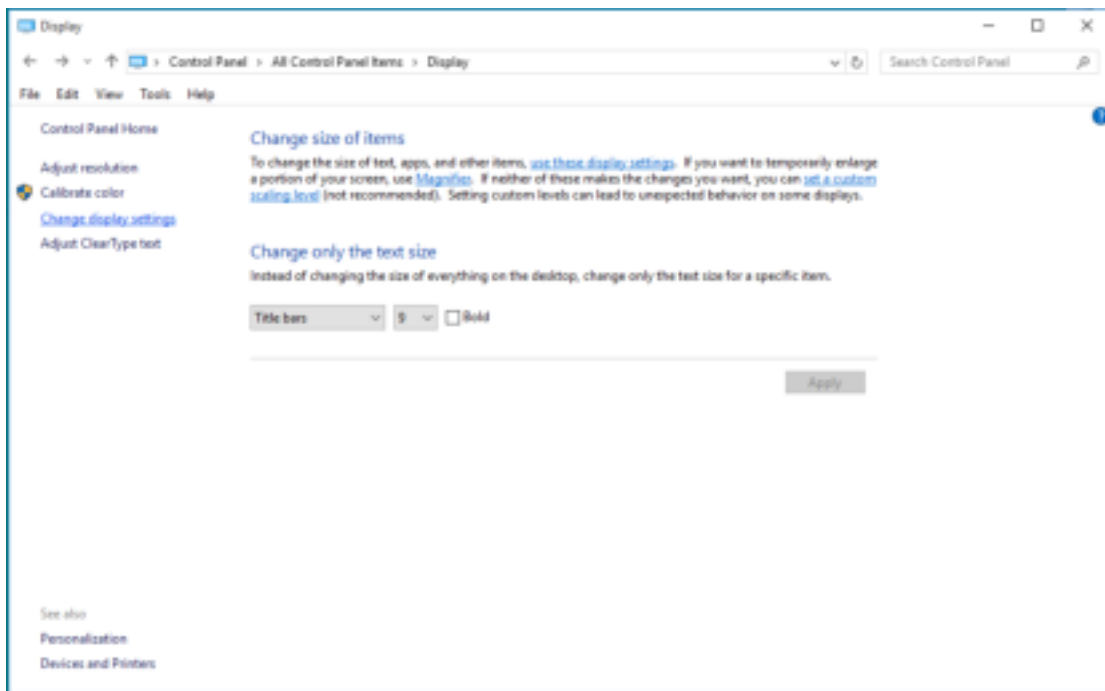 Display
Control Panel > All Control Panel Items > Display
Search Control Panel
File Edit View Tools Help
Control Panel Home
Adjust resolution
Calibrate color
Change display settings
Adjust ClearType text
Change size of items
To change the size of text, apps, and other items, use these display settings. If you want to temporarily enlarge
a portion of your screen, use Magnifier. If neither of these makes the changes you want, you can set a custom
scaling level (not recommended). Setting custom levels can lead to unexpected behavior on some displays.
Change only the text size
Instead of changing the size of everything on the desktop, change only the text size for a specific item.
Title bars 9 Bold
Apply
See also
Personalization
Devices and Printers